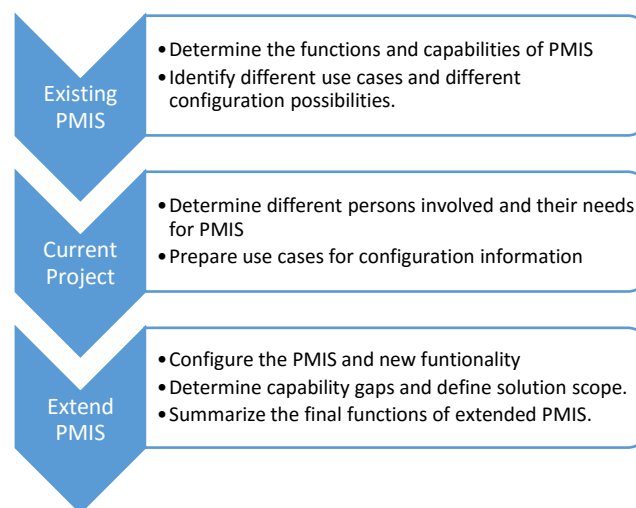 Existing
PMIS
•Determine the functions and capabilities of PMIS
•Identify different use cases and different
configuration possibilities.
Current
Project
•Determine different persons involved and their needs
for PMIS
•Prepare use cases for configuration information
Extend
PMIS
•Configure the PMIS and new funtionality
•Determine capability gaps and define solution scope.
•Summarize the final functions of extended PMIS.